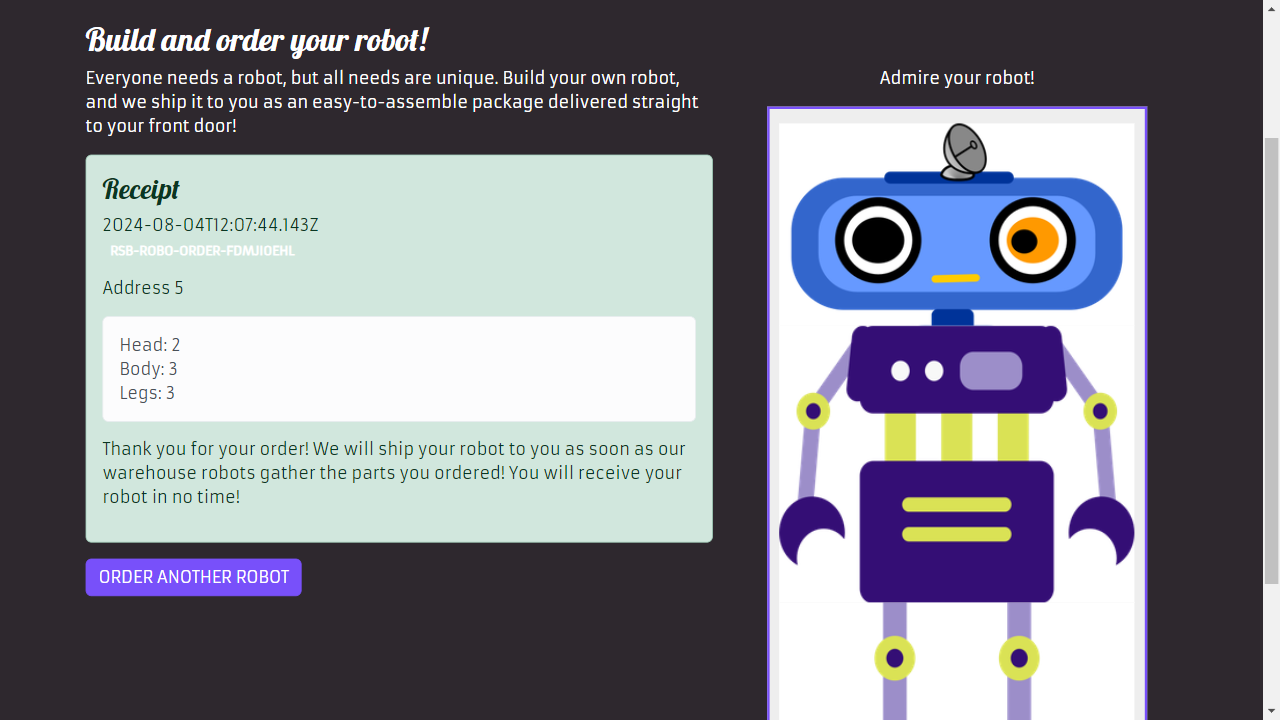 Build and order your robot!
Everyone needs a robot, but all needs are unique. Build your own robot,
and we ship it to you as an easy-to-assemble package delivered straight
to your front door!
Receipt
2024-08-04T12:07:44.143Z
RSB-ROBO-ORDER-FDMJI0EHL
Address 5
Head: 2
Body: 3
Legs: 3
Thank you for your order! We will ship your robot to you as soon as our
warehouse robots gather the parts you ordered! You will receive your
robot in no time!
ORDER ANOTHER ROBOT
Admire your robot!